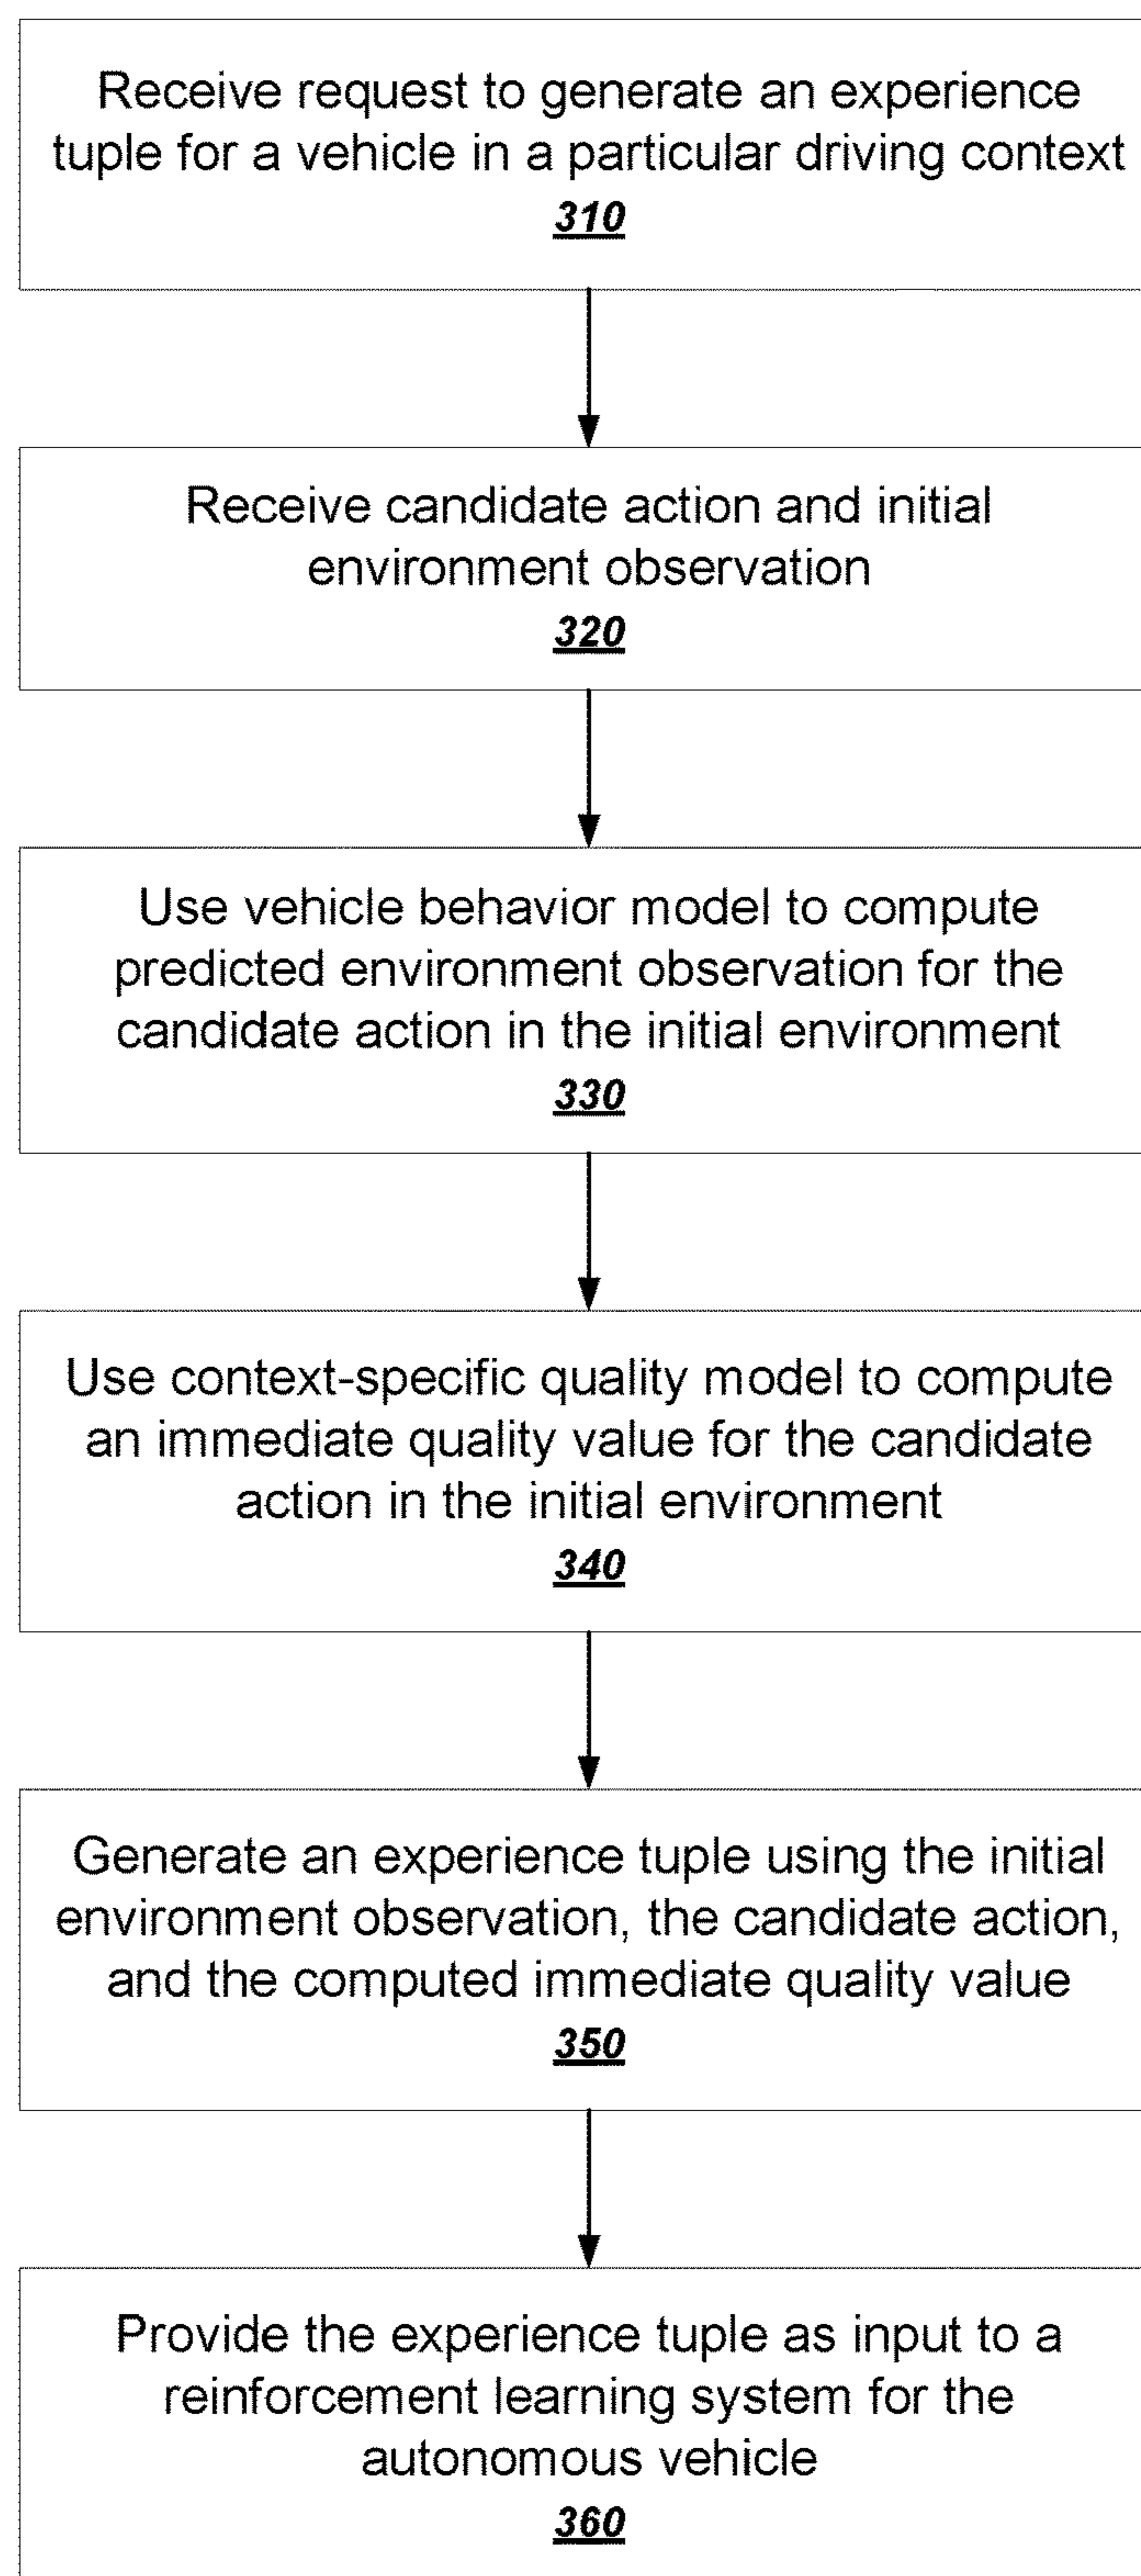 Receive request to generate an experience
tuple for a vehicle in a particular driving context
310
Receive candidate action and initial
environment observation
320
Use vehicle behavior model to compute
predicted environment observation for the
candidate action in the initial environment
330
Use context-specific quality model to compute
an immediate quality value for the candidate
action in the initial environment
340
Generate an experience tuple using the initial
environment observation, the candidate action,
and the computed immediate quality value
350
Provide the experience tuple as input to a
reinforcement learning system for the
autonomous vehicle
360